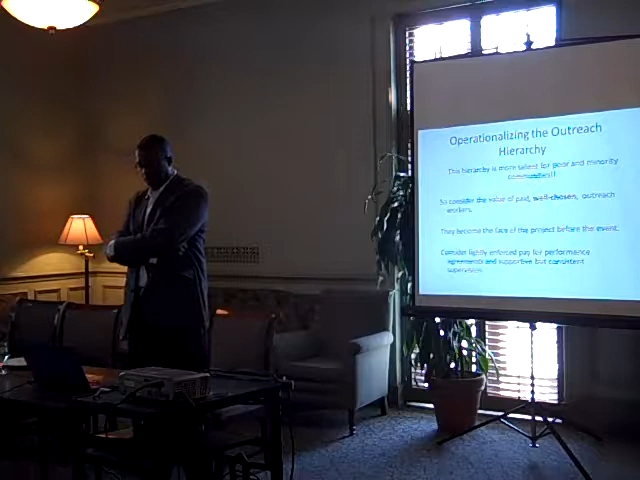 Operationalizing the Outreach
Hierarchy
This hierarchy is more salient for poor and minority
communities!!
So consider the value of paid, well-chosen, outreach
workers.
They become the face of the project before the event.
Consider lightly enforced pay for performance
agreements and supportive but consistent
supervision.